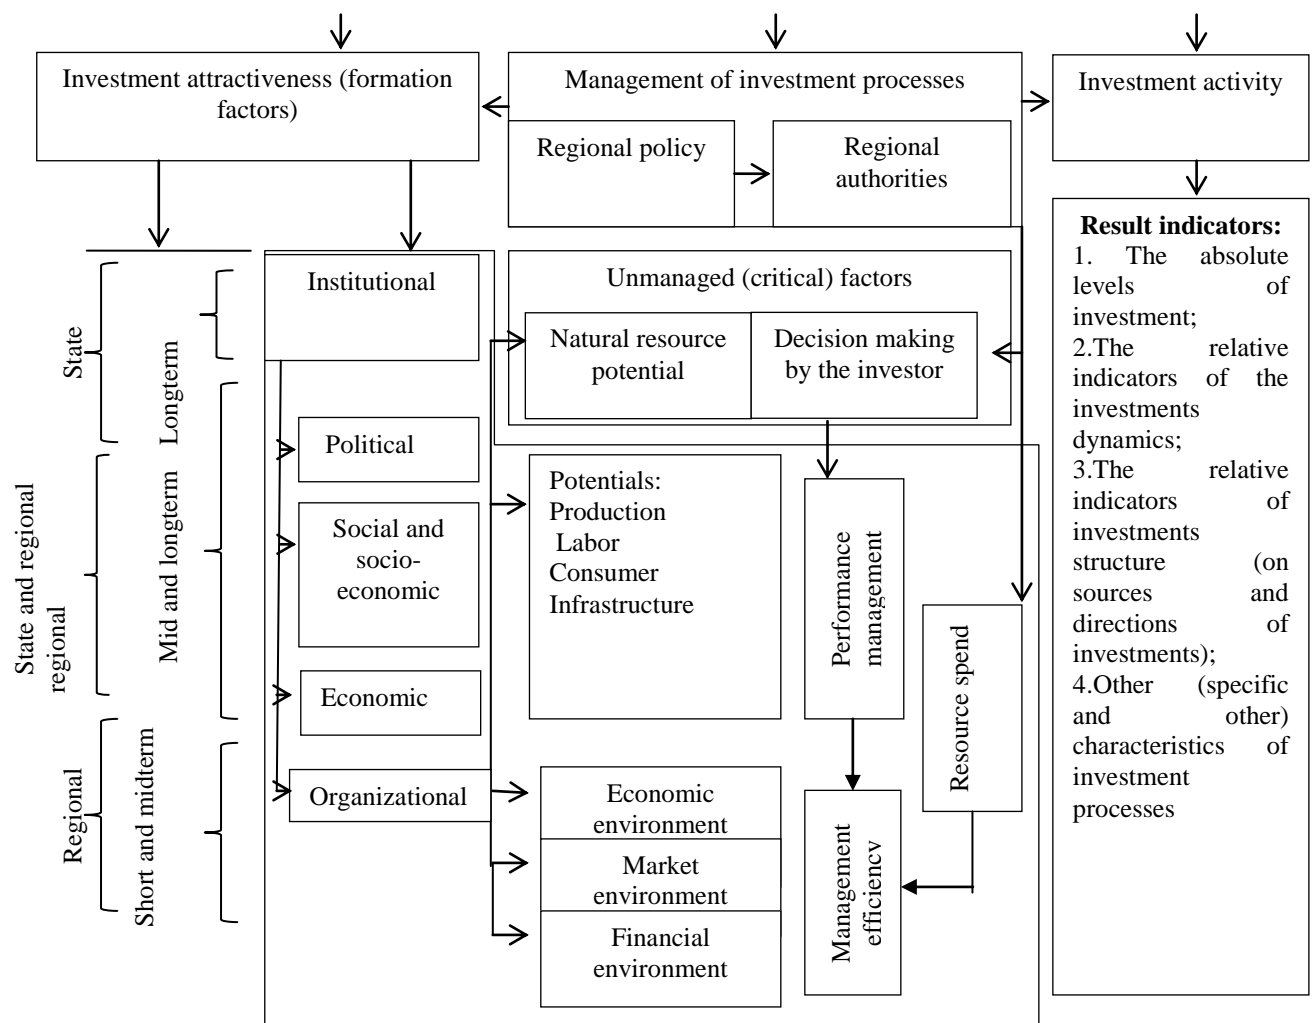 Investment attractiveness (formation
factors)
Management of investment processes
Investment activity
Regional policy
Regional
authorities
Result indicators:
1. The absolute
levels of
investment;
2.The relative
indicators of the
investments
dynamics;
3.The relative
indicators of
investments
structure (on
sources and
directions of
investments);
4.Other (specific
and other)
characteristics of
investment
processes
State
State and regional
regional
Regional
Longterm
Mid and longterm
Short and midterm
Institutional
Political
Social and
socio-
economic
Economic
Organizational
Unmanaged (critical) factors
Natural resource
potential
Decision making
by the investor
Potentials:
Production
Labor
Consumer
Infrastructure
Performance
management
Resource spend
Economic
environment
Market
environment
Financial
environment
Management
efficiency